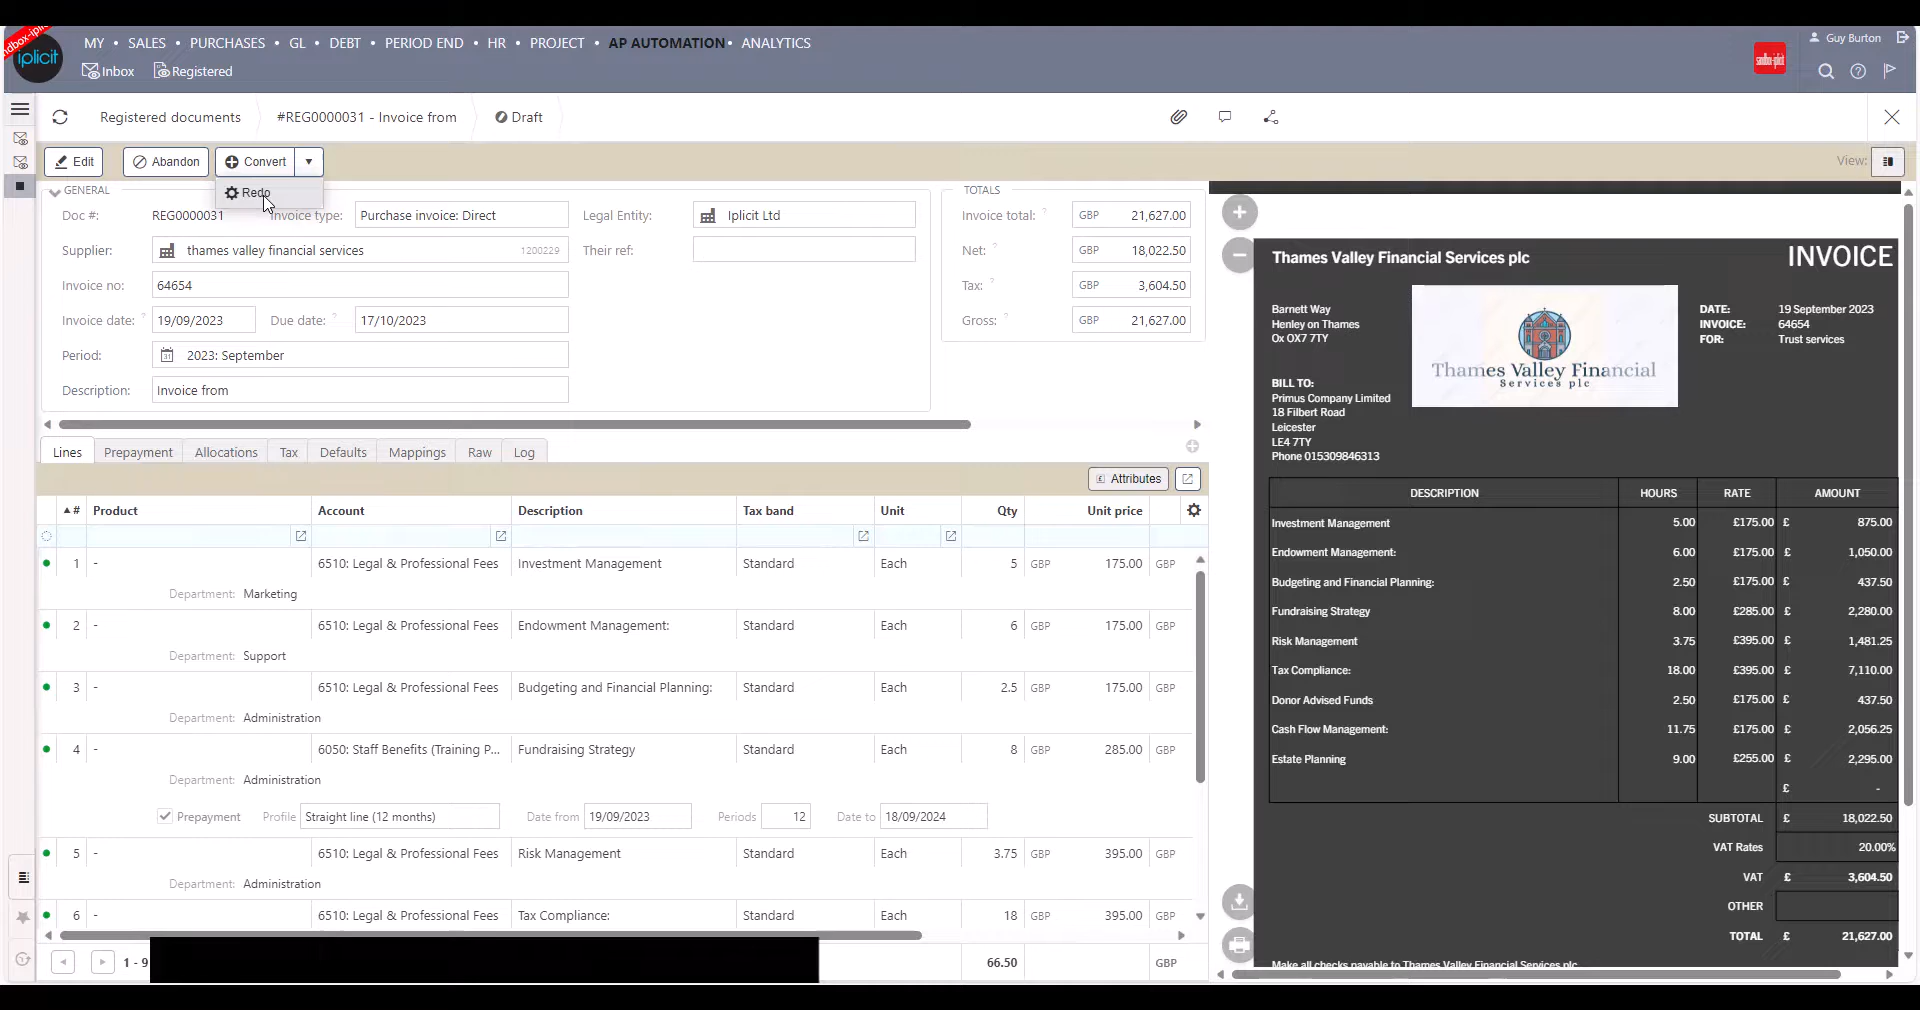 MY • SALES • PURCHASES • GL • DEBT • PERIOD END • HR • PROJECT • AP AUTOMATION • ANALYTICS
Guy Burton
iplicit
Inbox Registered
Registered documents #REG0000031 - Invoice from Draft
Edit Abandon Convert View:
Redo
GENERAL TOTALS
Doc #: REG0000031 Invoice type: Purchase invoice: Direct Legal Entity: Iplicit Ltd Invoice total: ? GBP 21,627.00
Supplier: thames valley financial services 1200229 Their ref: Net: ? GBP 18,022.50
Invoice no: 64654 Tax: ? GBP 3,604.50
Invoice date: ? 19/09/2023 Due date: ? 17/10/2023 Gross: ? GBP 21,627.00
Period: 2023: September
Description: Invoice from
Lines Prepayment Allocations Tax Defaults Mappings Raw Log
Attributes
# Product Account Description Tax band Unit Qty Unit price
1 - 6510: Legal & Professional Fees Investment Management Standard Each 5 GBP 175.00 GBP
Department: Marketing
2 - 6510: Legal & Professional Fees Endowment Management: Standard Each 6 GBP 175.00 GBP
Department: Support
3 - 6510: Legal & Professional Fees Budgeting and Financial Planning: Standard Each 2.5 GBP 175.00 GBP
Department: Administration
4 - 6050: Staff Benefits (Training P... Fundraising Strategy Standard Each 8 GBP 285.00 GBP
Department: Administration
Prepayment Profile Straight line (12 months) Date from 19/09/2023 Periods 12 Date to 18/09/2024
5 - 6510: Legal & Professional Fees Risk Management Standard Each 3.75 GBP 395.00 GBP
Department: Administration
6 - 6510: Legal & Professional Fees Tax Compliance: Standard Each 18 GBP 395.00 GBP
1 - 9 66.50 GBP
Thames Valley Financial Services plc INVOICE
Barnett Way
Henley on Thames
Ox OX7 7TY
Thames Valley Financial
Services plc
DATE: 19 September 2023
INVOICE: 64654
FOR: Trust services
BILL TO:
Primus Company Limited
18 Filbert Road
Leicester
LE4 7TY
Phone 015309846313
DESCRIPTION HOURS RATE AMOUNT
Investment Management 5.00 £175.00 £ 875.00
Endowment Management: 6.00 £175.00 £ 1,050.00
Budgeting and Financial Planning: 2.50 £175.00 £ 437.50
Fundraising Strategy 8.00 £285.00 £ 2,280.00
Risk Management 3.75 £395.00 £ 1,481.25
Tax Compliance: 18.00 £395.00 £ 7,110.00
Donor Advised Funds 2.50 £175.00 £ 437.50
Cash Flow Management: 11.75 £175.00 £ 2,056.25
Estate Planning 9.00 £255.00 £ 2,295.00
£ -
SUBTOTAL £ 18,022.50
VAT Rates 20.00%
VAT £ 3,604.50
OTHER
TOTAL £ 21,627.00
Make all checks payable to Thames Valley Financial Services plc